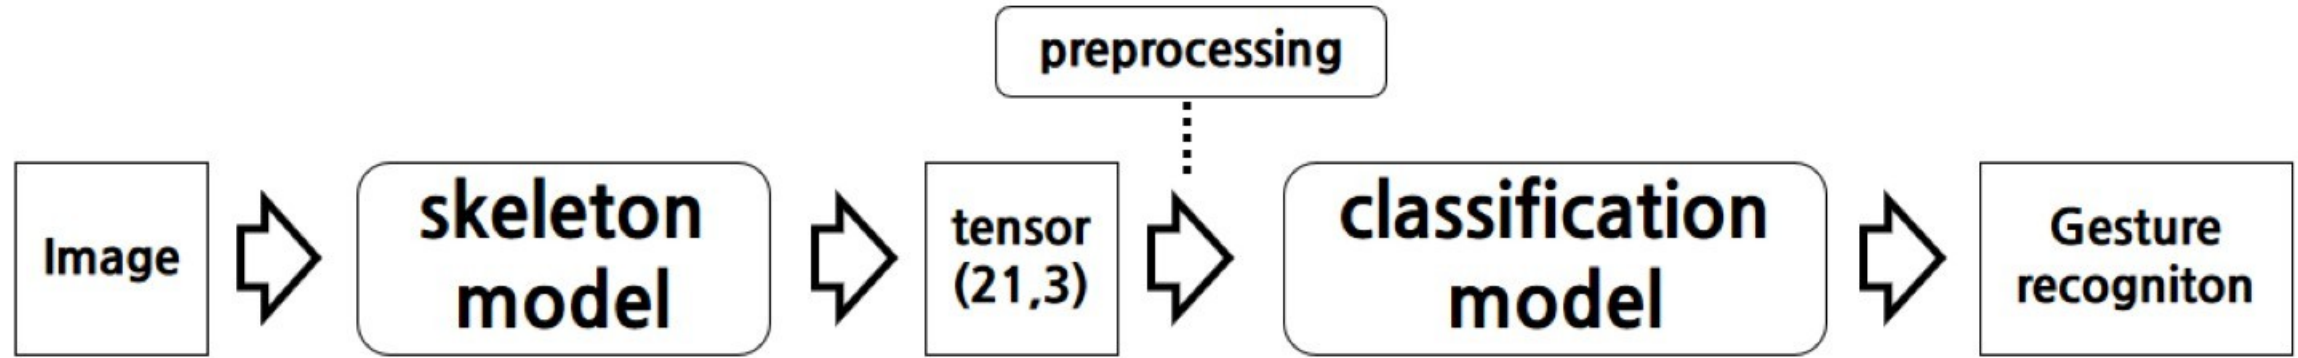 preprocessing
Image
skeleton
model
tensor
(21,3)
classification
model
Gesture
recogniton